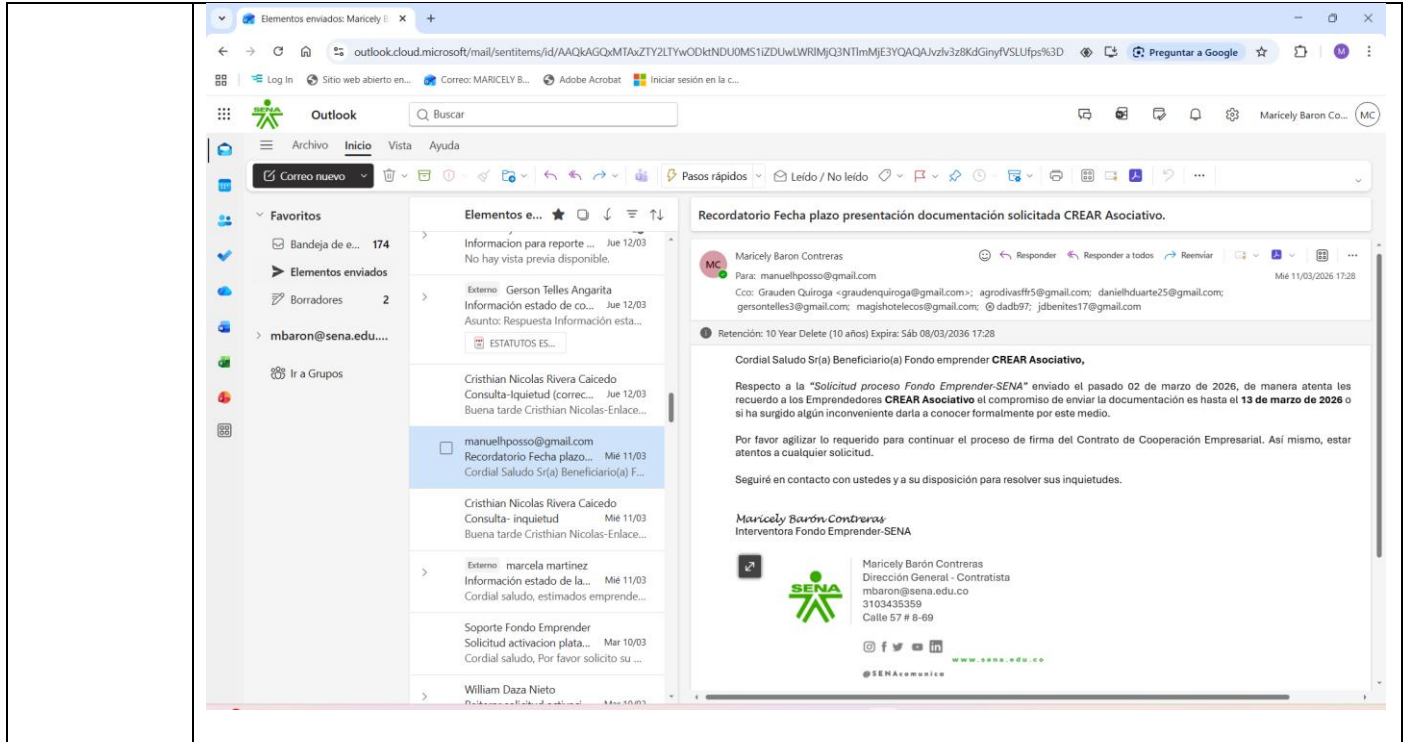 Elementos enviados: Maricely B
outlook.cloud.microsoft/mail/sentitems/id/AAQkAGQxMTAxZTY2LTYwODktNDU0MS1iZDUwLWRlMjQ3NTlmMjE3YQAQAJvzlv3z8KdGinyfVSLUfps%3D
Preguntar a Google
M
Log In
Sitio web abierto en...
Correo: MARICELY B...
Adobe Acrobat
Iniciar sesión en la c...
SENA
Outlook
Buscar
Maricely Baron Co...
MC
Archivo Inicio Vista Ayuda
Correo nuevo
Pasos rápidos
Leído / No leído
Favoritos
Bandeja de e... 174
Elementos enviados
Borradores 2
mbaron@sena.edu....
Ir a Grupos
Elementos e...
Informacion para reporte ... Jue 12/03
No hay vista previa disponible.
Externo Gerson Telles Angarita
Información estado de co... Jue 12/03
Asunto: Respuesta Información esta...
ESTATUTOS ES...
Cristhian Nicolas Rivera Caicedo
Consulta-Iquietud (correc... Jue 12/03
Buena tarde Cristhian Nicolas-Enlace...
manuelhposso@gmail.com
Recordatorio Fecha plazo... Mié 11/03
Cordial Saludo Sr(a) Beneficiario(a) F...
Cristhian Nicolas Rivera Caicedo
Consulta- inquietud Mié 11/03
Buena tarde Cristhian Nicolas-Enlace...
Externo marcela martinez
Información estado de la... Mié 11/03
Cordial saludo, estimados emprende...
Soporte Fondo Emprender
Solicitud activacion plata... Mar 10/03
Cordial saludo, Por favor solicito su ...
William Daza Nieto
Recordatorio Fecha plazo presentación documentación solicitada CREAR Asociativo.
MC
Maricely Baron Contreras
Responder
Responder a todos
Reenviar
Para: manuelhposso@gmail.com
Mié 11/03/2026 17:28
Cco: Grauden Quiroga <graudenquiroga@gmail.com>; agrodivasffr5@gmail.com; danielhduarte25@gmail.com;
gersontelles3@gmail.com; magishotelecos@gmail.com; dadb97; jdbenites17@gmail.com
Retención: 10 Year Delete (10 años) Expira: Sáb 08/03/2036 17:28
Cordial Saludo Sr(a) Beneficiario(a) Fondo emprender CREAR Asociativo,
Respecto a la "Solicitud proceso Fondo Emprender-SENA" enviado el pasado 02 de marzo de 2026, de manera atenta les
recuerdo a los Emprendedores CREAR Asociativo el compromiso de enviar la documentación es hasta el 13 de marzo de 2026 o
si ha surgido algún inconveniente darla a conocer formalmente por este medio.
Por favor agilizar lo requerido para continuar el proceso de firma del Contrato de Cooperación Empresarial. Así mismo, estar
atentos a cualquier solicitud.
Seguiré en contacto con ustedes y a su disposición para resolver sus inquietudes.
Maricely Barón Contreras
Interventora Fondo Emprender-SENA
SENA
Maricely Barón Contreras
Dirección General - Contratista
mbaron@sena.edu.co
3103435359
Calle 57 # 8-69
www.sena.edu.co
@SENAcomunica